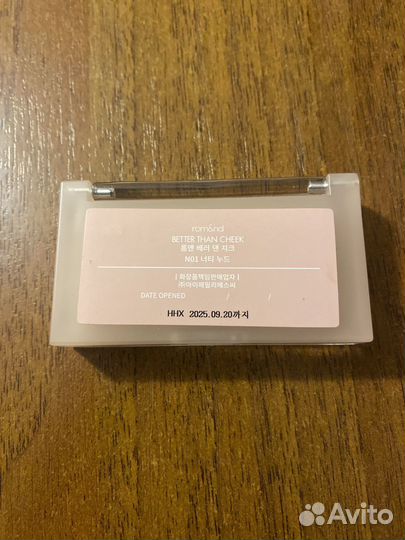 rom&nd
BETTER THAN CHEEK
롬앤 베러 댄 치크
N01 너티 누드
[ 화장품책임판매업자 ]
㈜아이패밀리에스씨
DATE OPENED / / /
HHX 2025.09.20까지
Avito